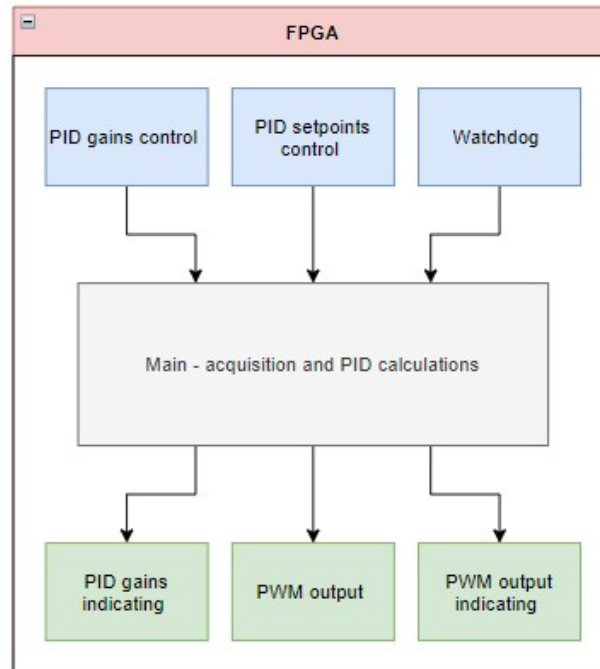 FPGA
PID gains control
PID setpoints
control
Watchdog
Main - acquisition and PID calculations
PID gains
indicating
PWM output
PWM output
indicating